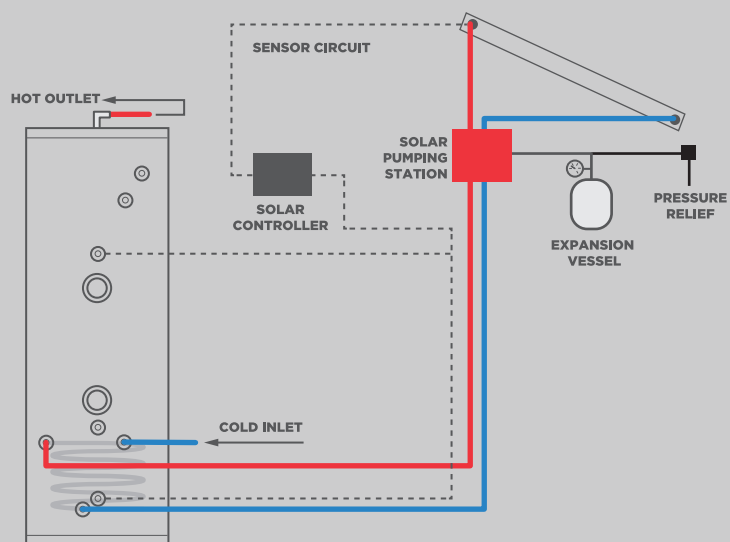 SENSOR CIRCUIT
HOT OUTLET
SOLAR
PUMPING
STATION
SOLAR
CONTROLLER
PRESSURE
RELIEF
EXPANSION
VESSEL
COLD INLET